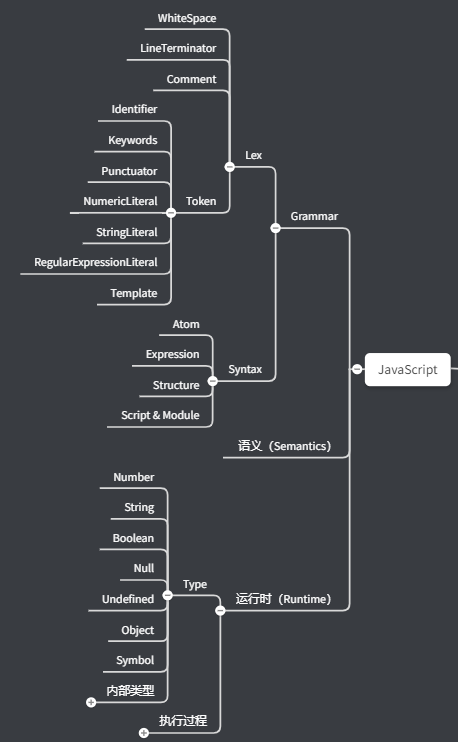 WhiteSpace
LineTerminator
Comment
Lex
Identifier
Keywords
Punctuator
NumericLiteral
StringLiteral
RegularExpressionLiteral
Template
Token
Grammar
Atom
Expression
Structure
Script & Module
Syntax
JavaScript
语义（Semantics）
Number
String
Boolean
Null
Undefined
Object
Symbol
内部类型
Type
运行时（Runtime）
执行过程